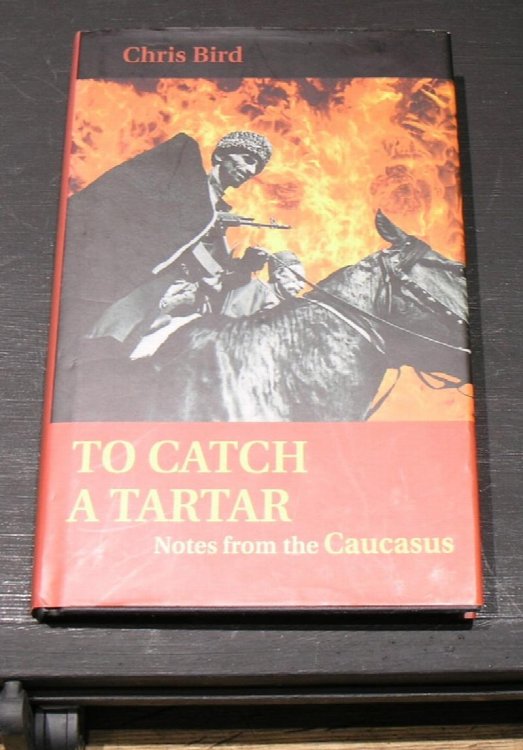 Chris Bird
TO CATCH
A TARTAR
Notes from the Caucasus